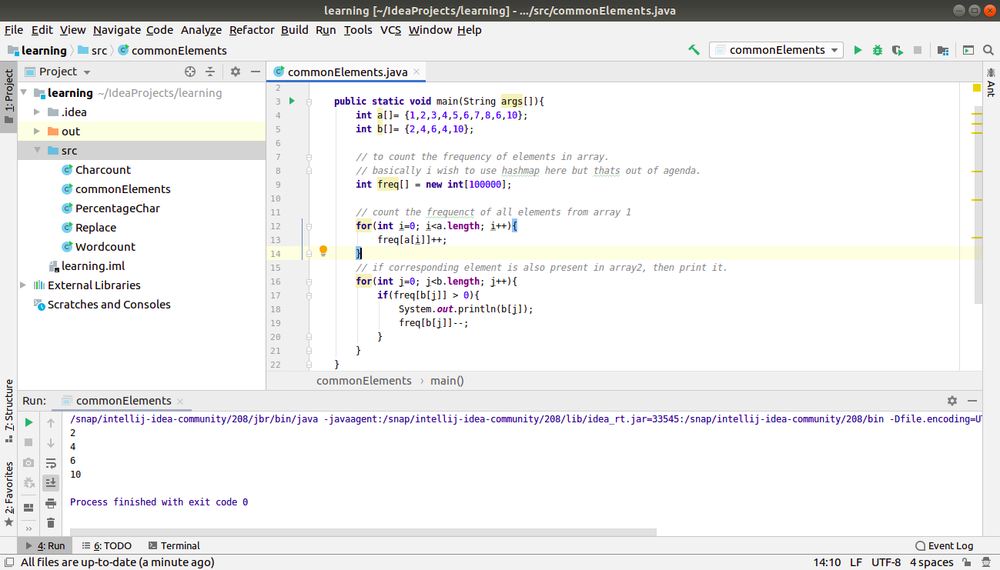 learning [~/IdeaProjects/learning] - .../src/commonElements.java
File Edit View Navigate Code Analyze Refactor Build Run Tools VCS Window Help
learning src commonElements
commonElements
1: Project
Project
commonElements.java
Ant
learning ~/IdeaProjects/learning
.idea
out
src
Charcount
commonElements
PercentageChar
Replace
Wordcount
learning.iml
External Libraries
Scratches and Consoles
2
3 public static void main(String args[]){
4 int a[]= {1,2,3,4,5,6,7,8,6,10};
5 int b[]= {2,4,6,4,10};
6
7 // to count the frequency of elements in array.
8 // basically i wish to use hashmap here but thats out of agenda.
9 int freq[] = new int[100000];
10
11 // count the frequenct of all elements from array 1
12 for(int i=0; i<a.length; i++){
13 freq[a[i]]++;
14 }
15 // if corresponding element is also present in array2, then print it.
16 for(int j=0; j<b.length; j++){
17 if(freq[b[j]] > 0){
18 System.out.println(b[j]);
19 freq[b[j]]--;
20 }
21 }
22 }
commonElements › main()
7: Structure
2: Favorites
Run: commonElements
/snap/intellij-idea-community/208/jbr/bin/java -javaagent:/snap/intellij-idea-community/208/lib/idea_rt.jar=33545:/snap/intellij-idea-community/208/bin -Dfile.encoding=UT
2
4
6
10
Process finished with exit code 0
4: Run 6: TODO Terminal Event Log
All files are up-to-date (a minute ago) 14:10 LF UTF-8 4 spaces